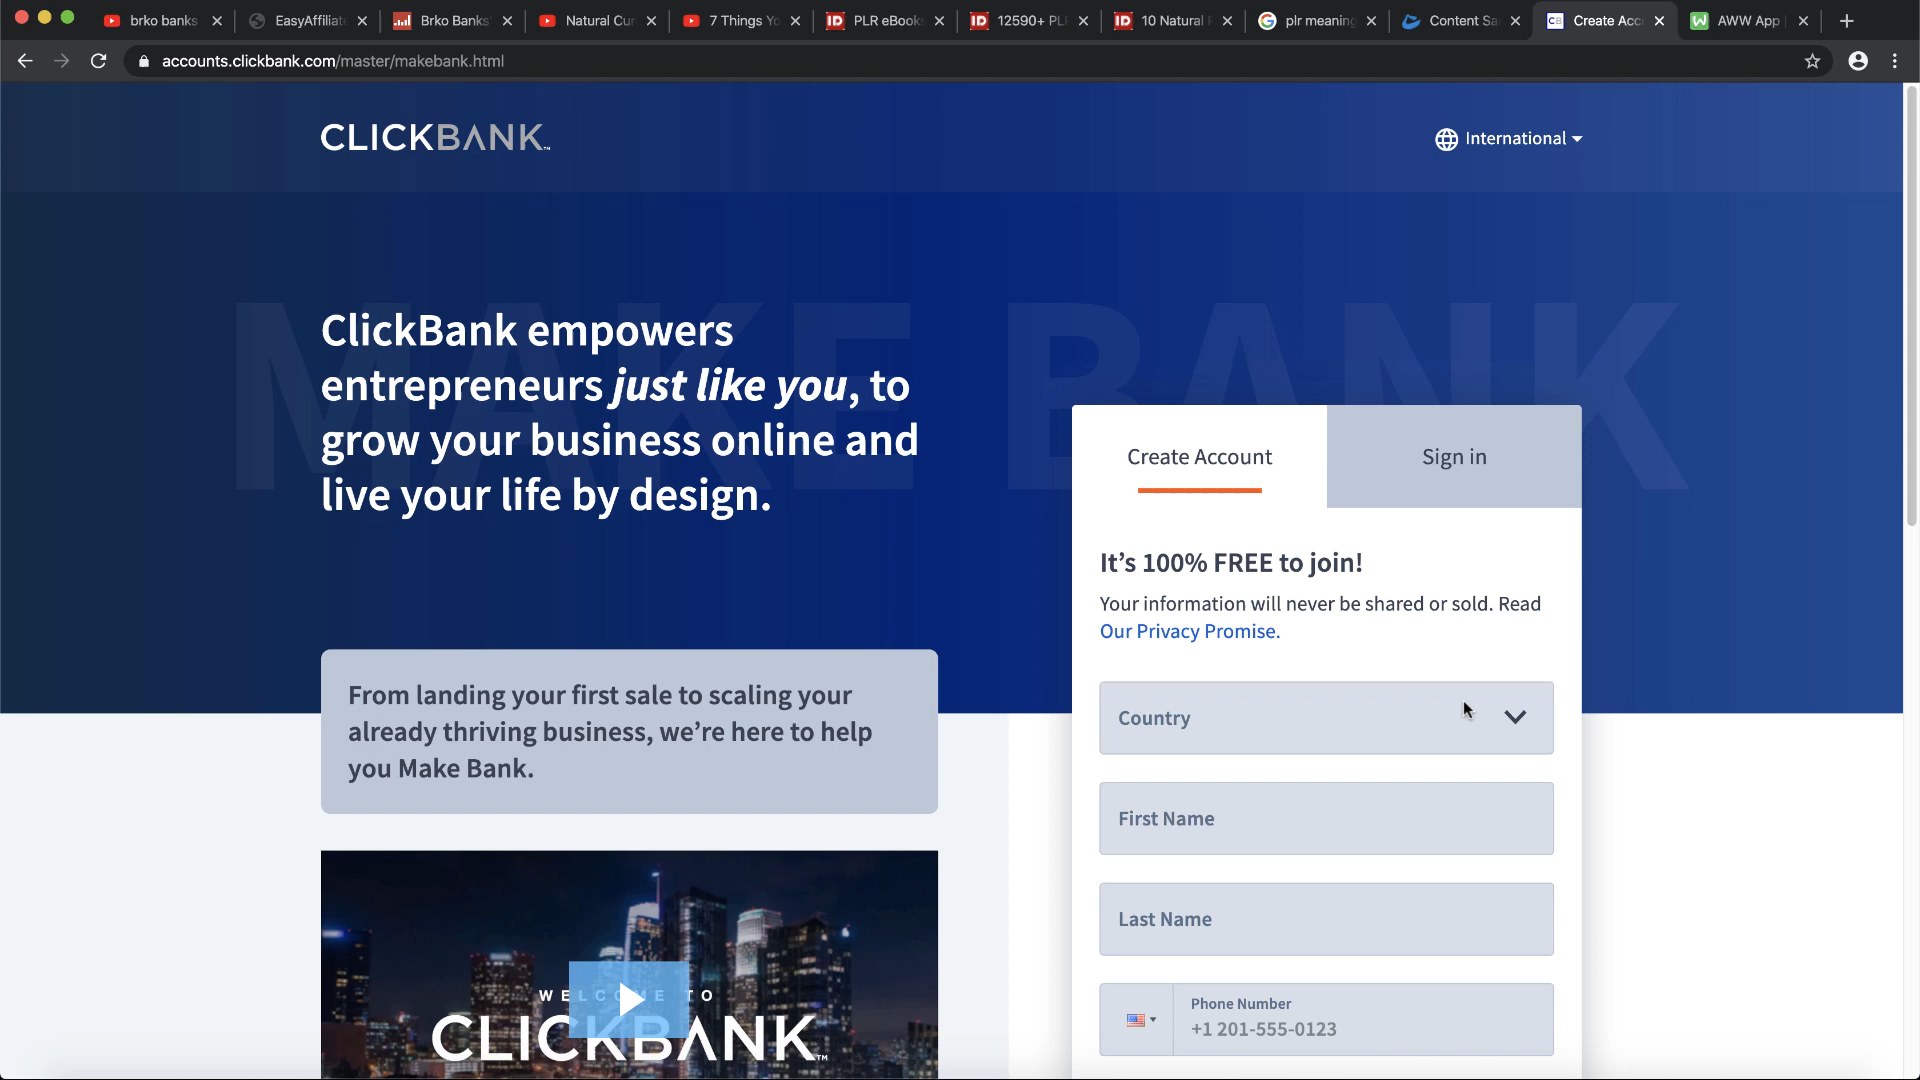 brko banks
EasyAffiliate
Brko Banks'
Natural Cur
7 Things Yo
PLR eBooks
12590+ PL
10 Natural
plr meaning
Content Sa
Create Acc
AWW App |
accounts.clickbank.com/master/makebank.html
CLICKBANK™
International
MAKE BANK
ClickBank empowers
entrepreneurs just like you, to
grow your business online and
live your life by design.
Create Account
Sign in
It's 100% FREE to join!
Your information will never be shared or sold. Read
Our Privacy Promise.
From landing your first sale to scaling your
already thriving business, we're here to help
you Make Bank.
Country
First Name
Last Name
Phone Number
+1 201-555-0123
WELCOME TO
CLICKBANK™